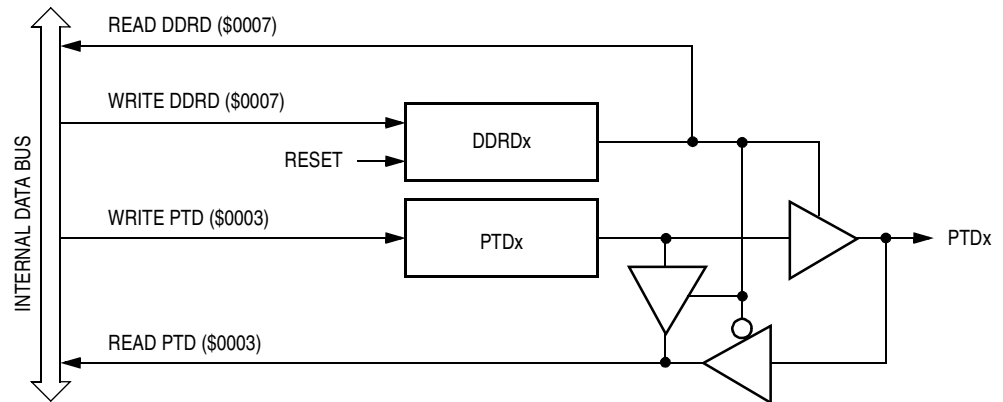 READ DDRD ($0007)
WRITE DDRD ($0007)
DDRDx
RESET
WRITE PTD ($0003)
PTDx
PTDx
READ PTD ($0003)
INTERNAL DATA BUS